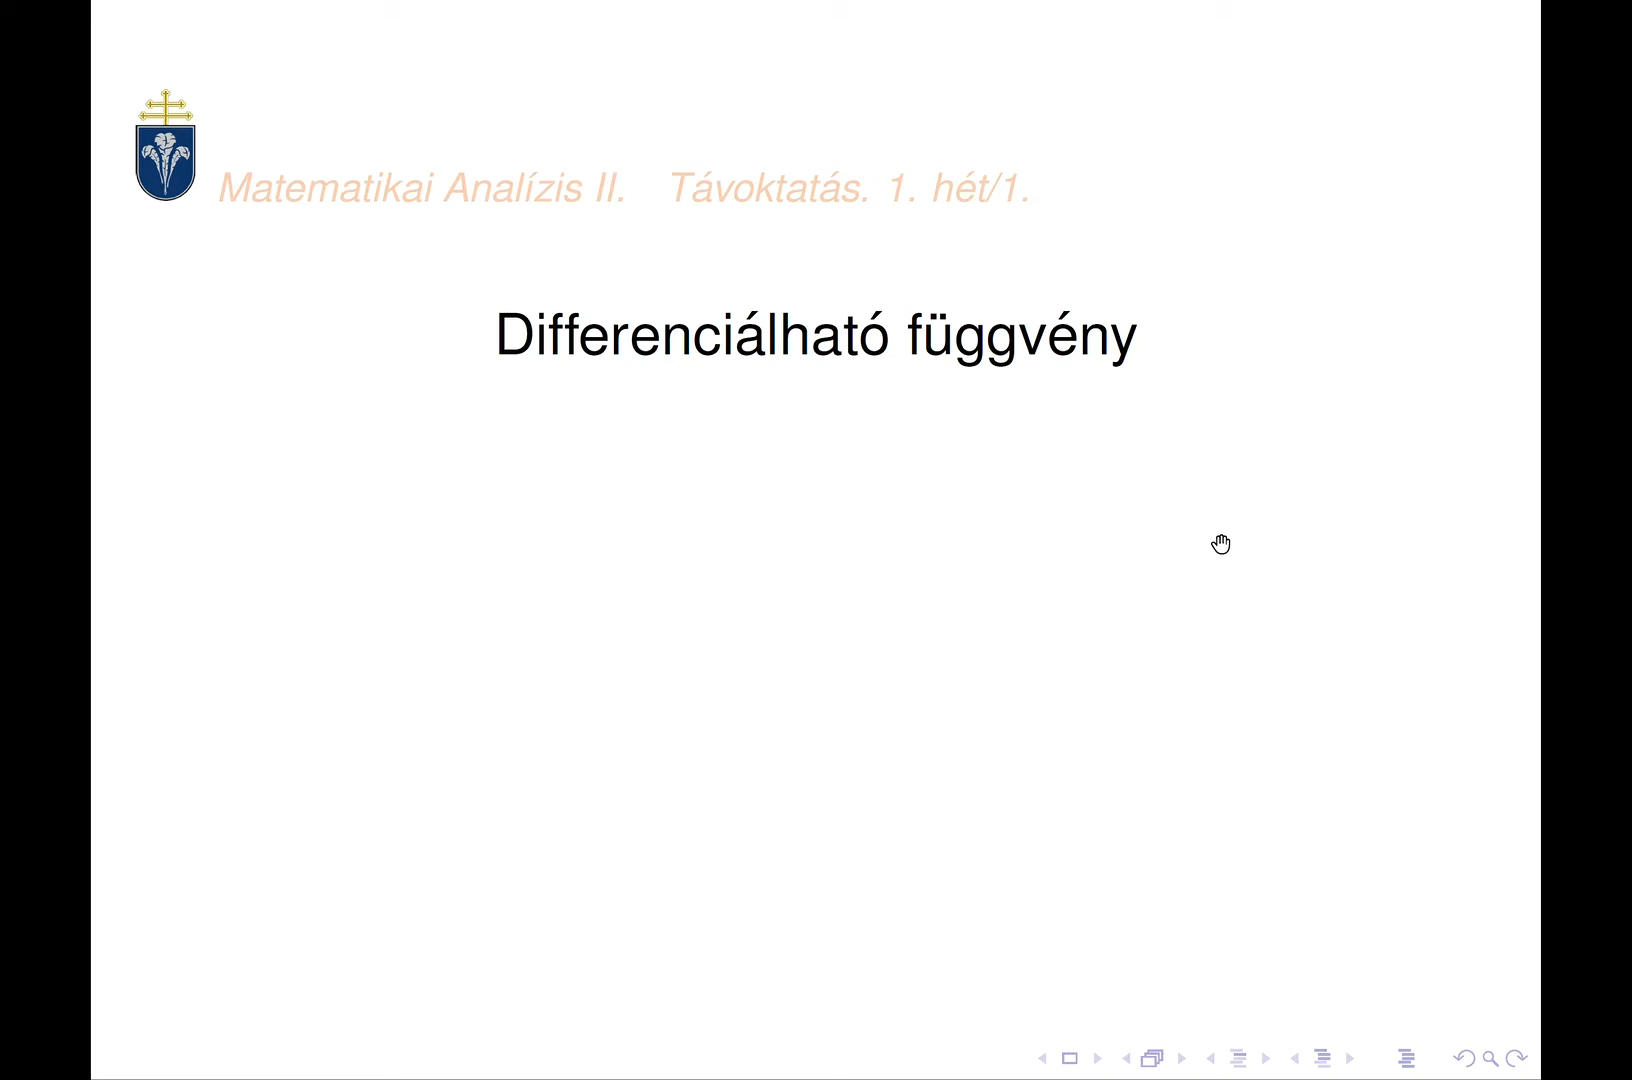 Matematikai Analízis II. Távoktatás. 1. hét/1.
Differenciálható függvény